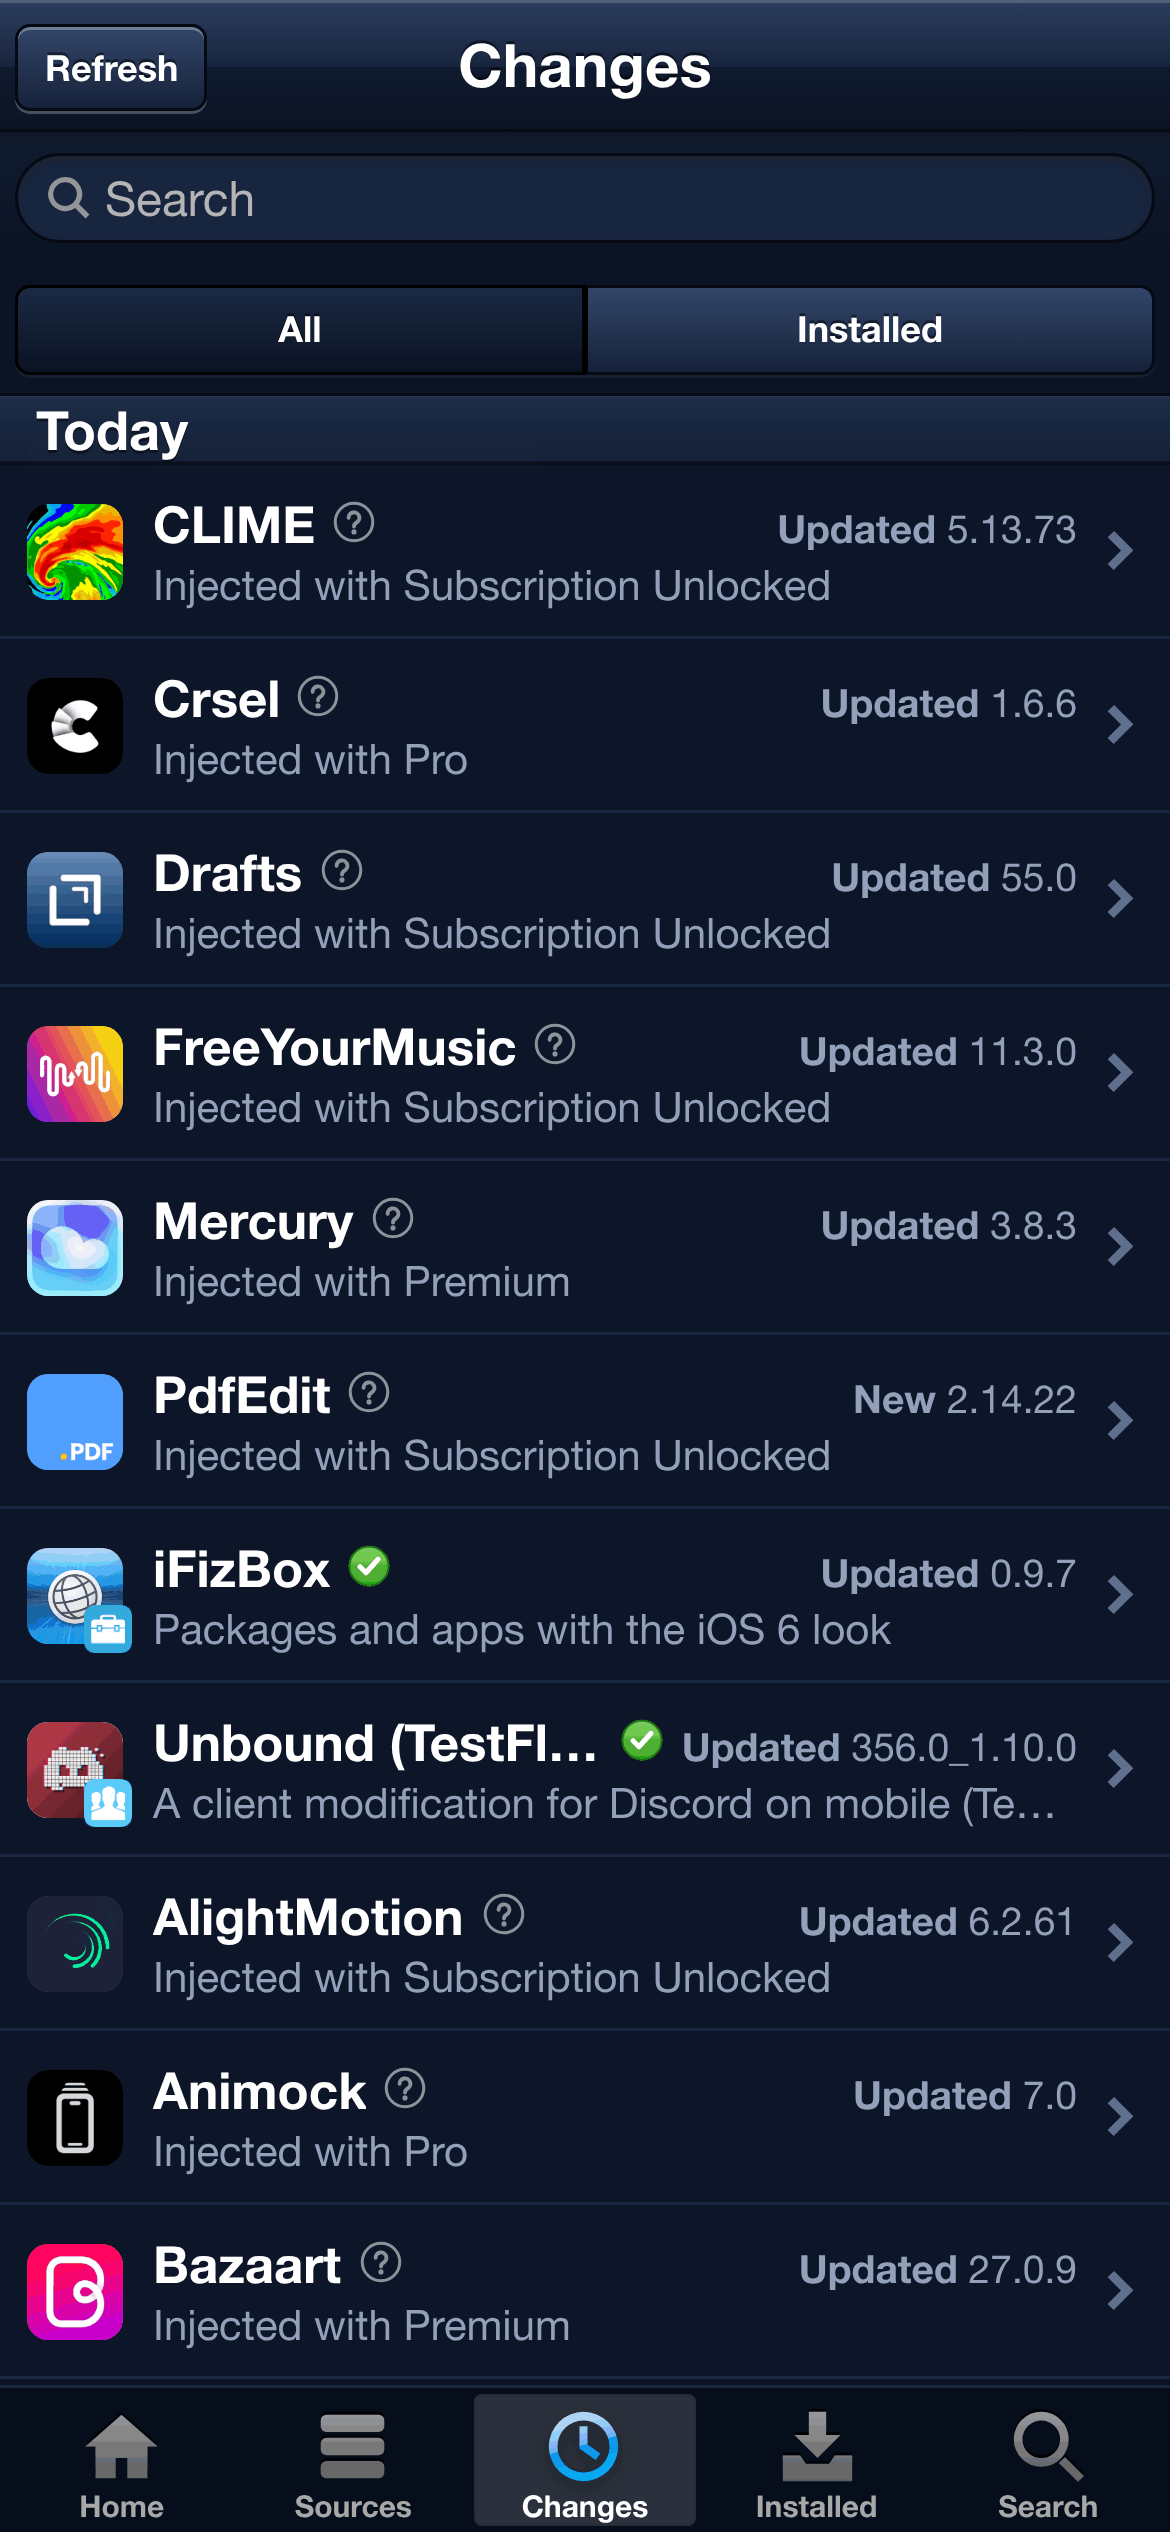 Refresh
Changes
Search
All
Installed
Today
CLIME
Updated 5.13.73
Injected with Subscription Unlocked
Crsel
Updated 1.6.6
Injected with Pro
Drafts
Updated 55.0
Injected with Subscription Unlocked
FreeYourMusic
Updated 11.3.0
Injected with Subscription Unlocked
Mercury
Updated 3.8.3
Injected with Premium
PdfEdit
New 2.14.22
.PDF
Injected with Subscription Unlocked
iFizBox
Updated 0.9.7
Packages and apps with the iOS 6 look
Unbound (TestFl...
Updated 356.0_1.10.0
A client modification for Discord on mobile (Te...
AlightMotion
Updated 6.2.61
Injected with Subscription Unlocked
Animock
Updated 7.0
Injected with Pro
Bazaart
Updated 27.0.9
Injected with Premium
Home
Sources
Changes
Installed
Search